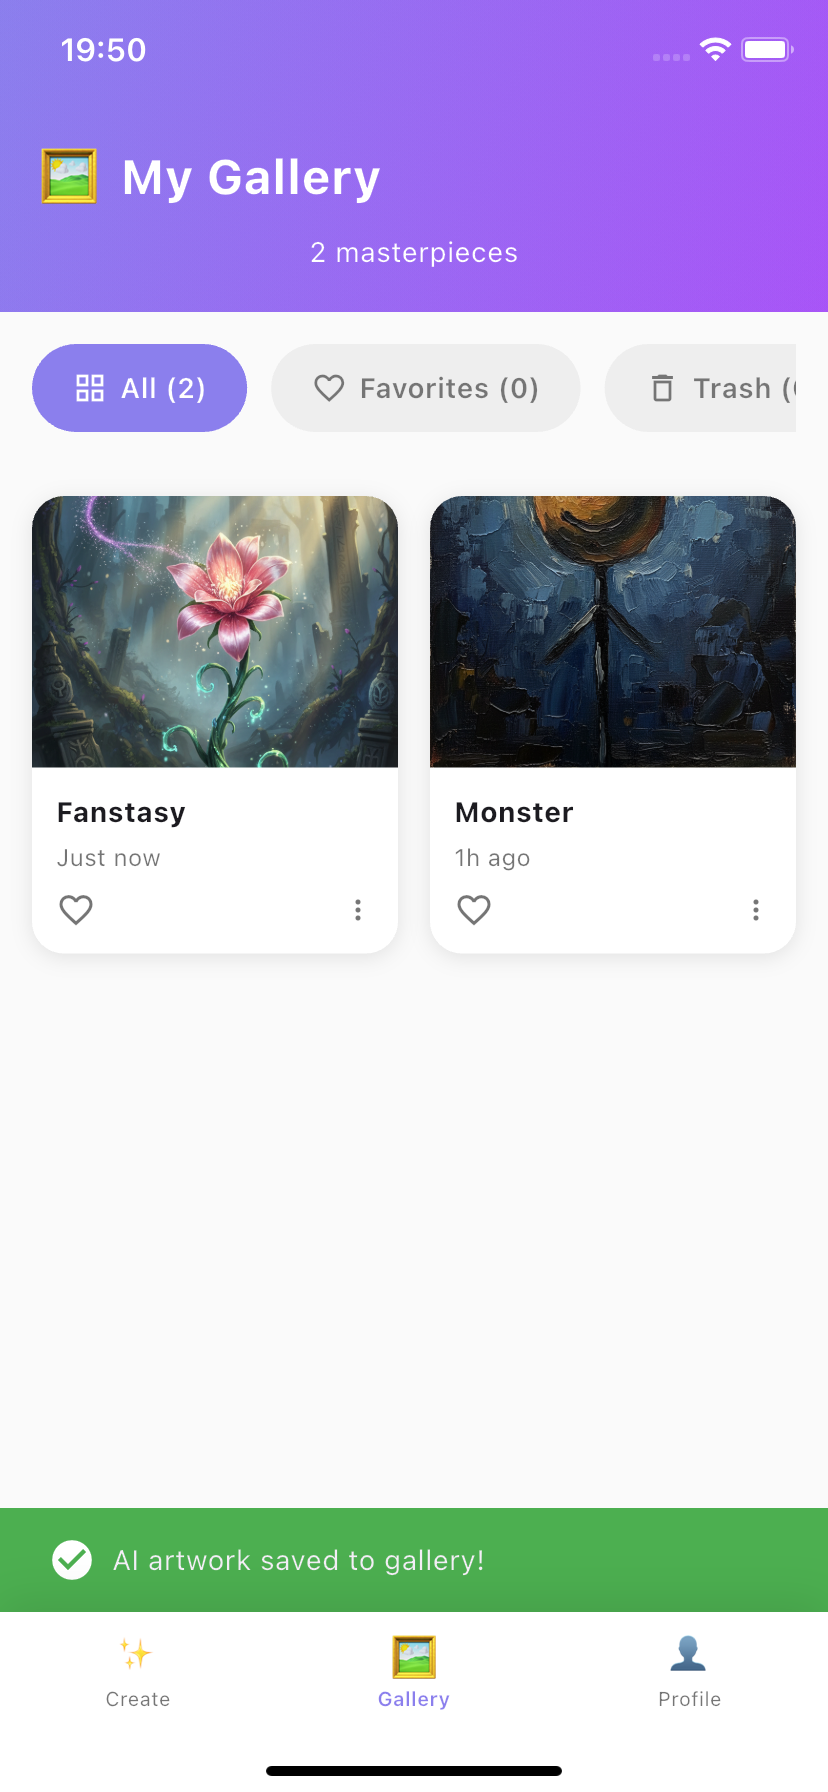 19:50
My Gallery
2 masterpieces
All (2)
Favorites (0)
Trash (
Fanstasy
Monster
Just now
1h ago
AI artwork saved to gallery!
Create
Gallery
Profile